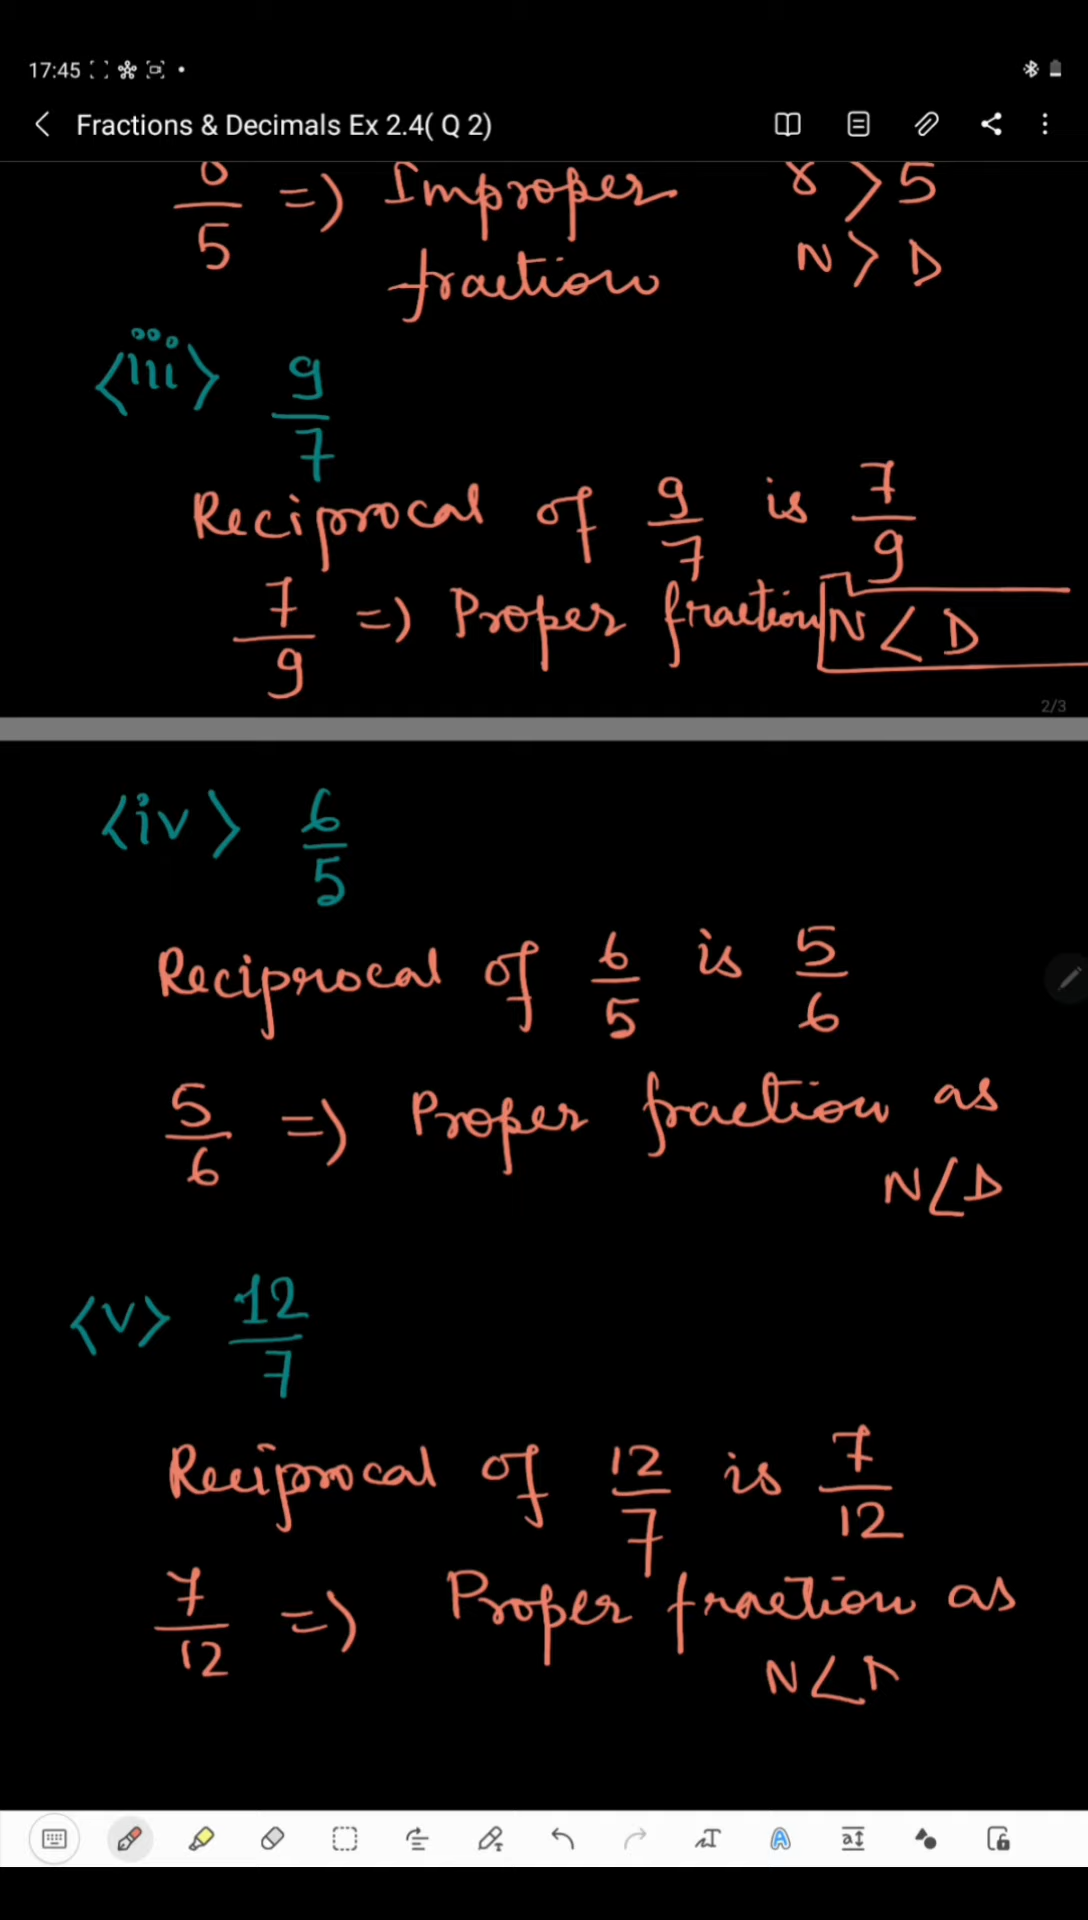 17:45
Fractions & Decimals Ex 2.4( Q 2)
8/5 => Improper fraction 8 > 5
N > D
<iii> 9/7
Reciprocal of 9/7 is 7/9
7/9 => Proper fraction N < D
2/3
<iv> 6/5
Reciprocal of 6/5 is 5/6
5/6 => Proper fraction as
N < D
<v> 12/7
Reciprocal of 12/7 is 7/12
7/12 => Proper fraction as
N < D